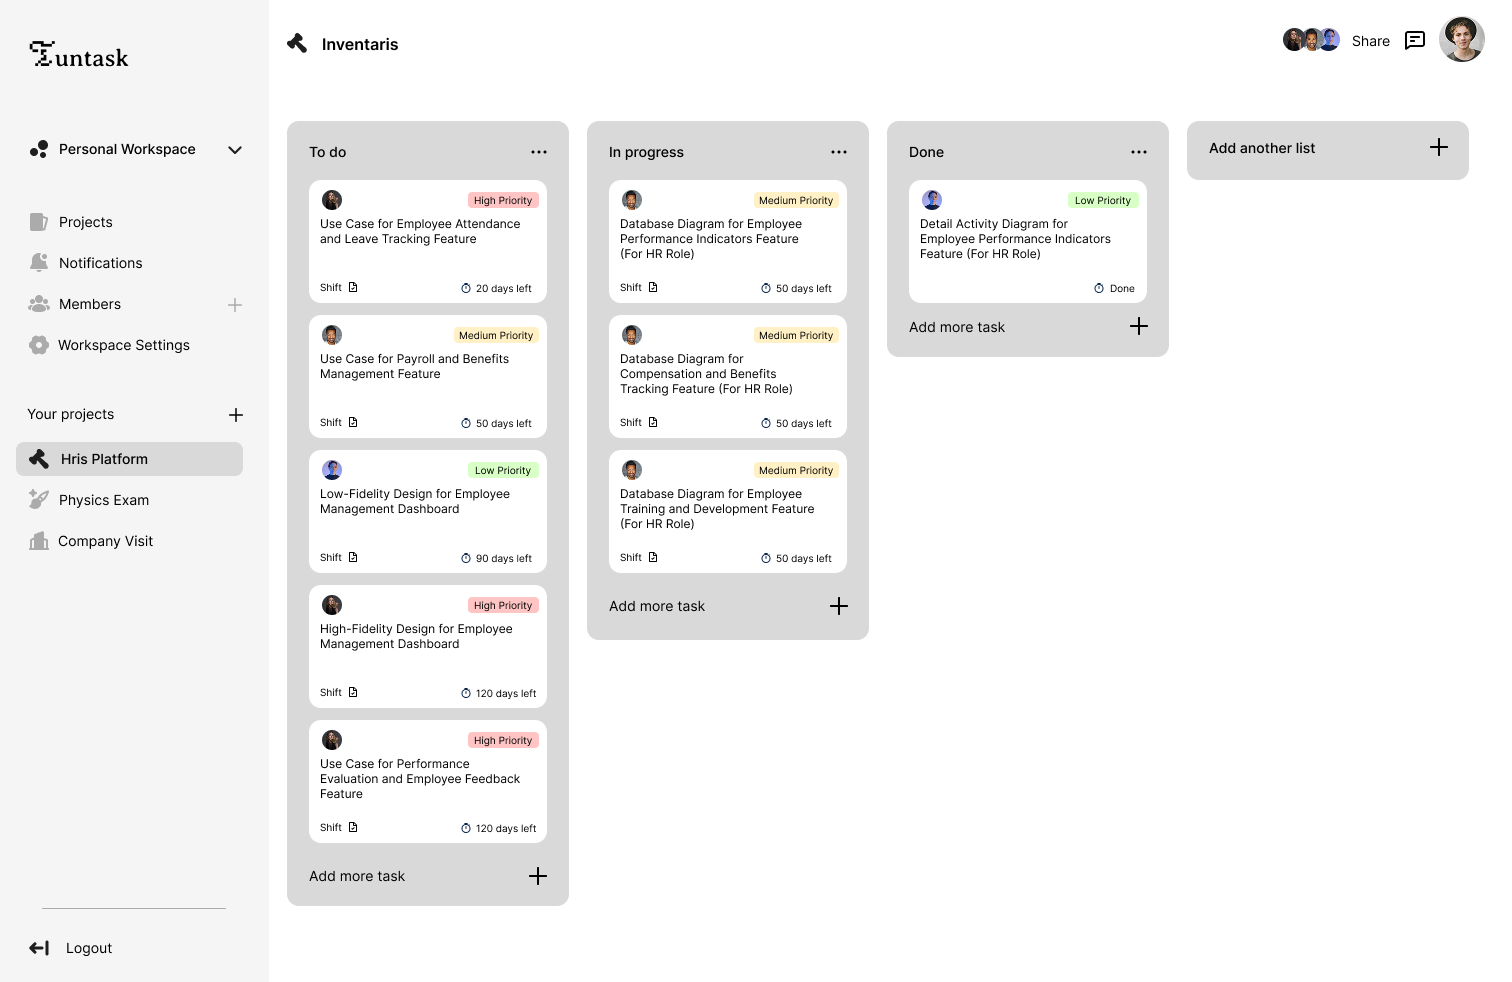 Tuntask
Personal Workspace
Projects
Notifications
Members
Workspace Settings
Your projects
Hris Platform
Physics Exam
Company Visit
Logout
Inventaris
Share
To do
High Priority
Use Case for Employee Attendance
and Leave Tracking Feature
Shift
20 days left
Medium Priority
Use Case for Payroll and Benefits
Management Feature
Shift
50 days left
Low Priority
Low-Fidelity Design for Employee
Management Dashboard
Shift
90 days left
High Priority
High-Fidelity Design for Employee
Management Dashboard
Shift
120 days left
High Priority
Use Case for Performance
Evaluation and Employee Feedback
Feature
Shift
120 days left
Add more task
In progress
Medium Priority
Database Diagram for Employee
Performance Indicators Feature
(For HR Role)
Shift
50 days left
Medium Priority
Database Diagram for
Compensation and Benefits
Tracking Feature (For HR Role)
Shift
50 days left
Medium Priority
Database Diagram for Employee
Training and Development Feature
(For HR Role)
Shift
50 days left
Add more task
Done
Low Priority
Detail Activity Diagram for
Employee Performance Indicators
Feature (For HR Role)
Done
Add more task
Add another list